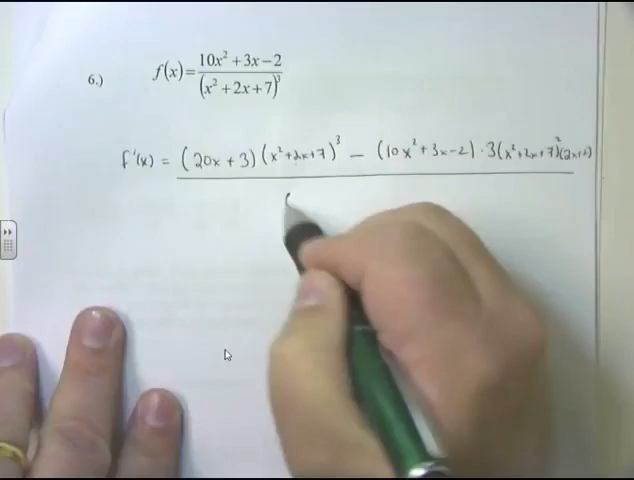 6.) f(x)= 10x² +3x−2 / (x² +2x+7)³
f'(x) = (20x+3)(x²+2x+7)³ − (10x²+3x−2)·3(x²+2x+7)²(2x+2)
(